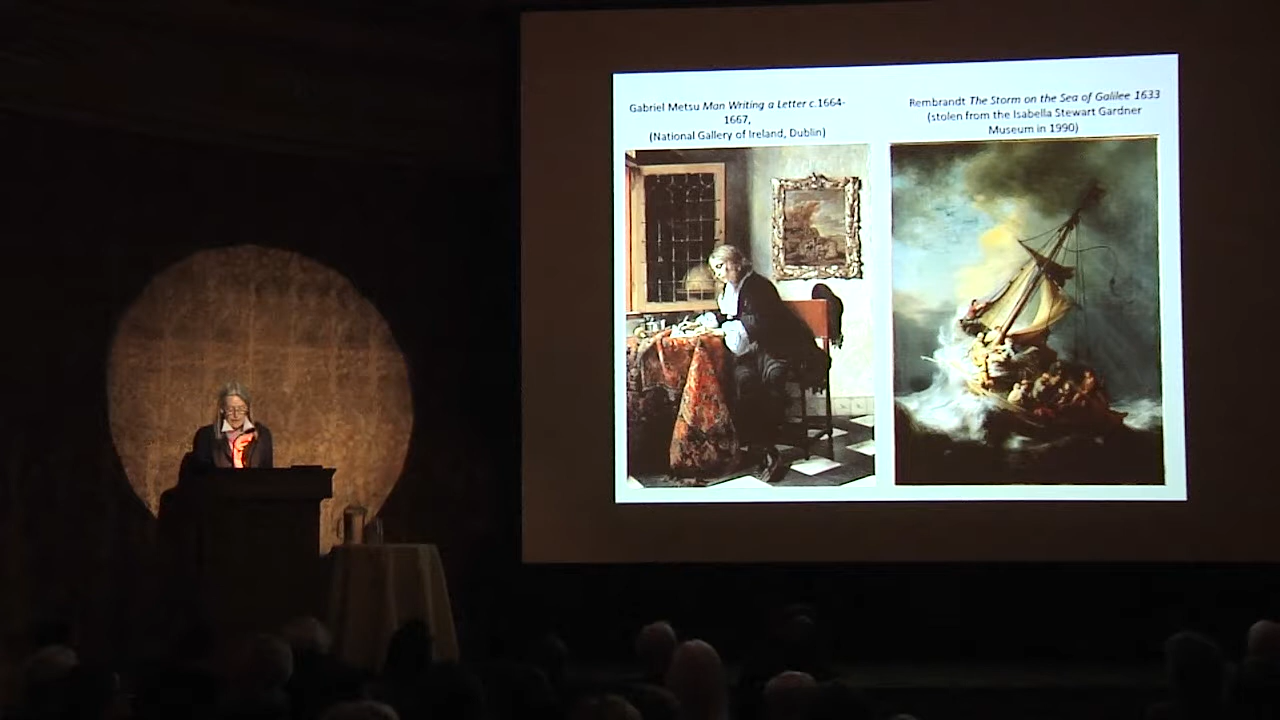 Gabriel Metsu Man Writing a Letter c.1664-
1667,
(National Gallery of Ireland, Dublin)
Rembrandt The Storm on the Sea of Galilee 1633
(stolen from the Isabella Stewart Gardner
Museum in 1990)